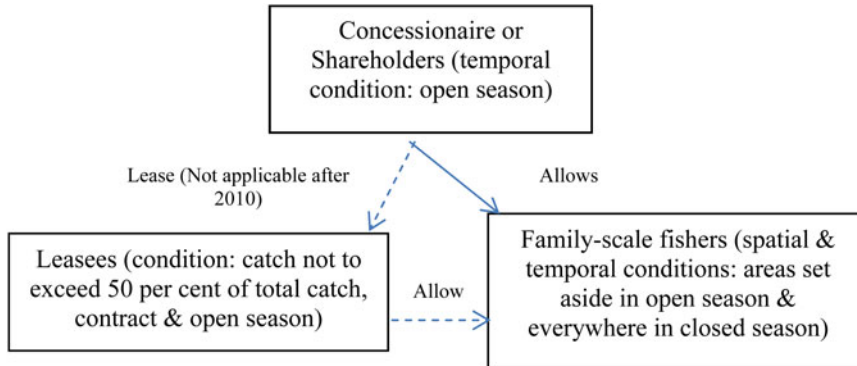 Concessionaire or
Shareholders (temporal
condition: open season)
Lease (Not applicable after
2010)
Allows
Leasees (condition: catch not to
exceed 50 per cent of total catch,
contract & open season)
Allow
Family-scale fishers (spatial &
temporal conditions: areas set
aside in open season &
everywhere in closed season)